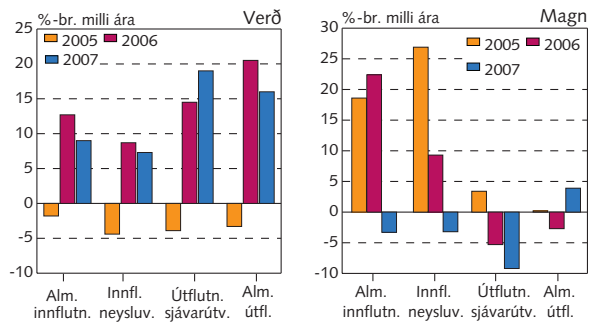 %-br. milli ára Verð
2005 2006
2007
25
20
15
10
5
0
-5
-10
Alm. innflutn.
Innfl. neysluv.
Útflutn. sjávarútv.
Alm. útfl.
%-br. milli ára Magn
2005 2006
2007
30
25
20
15
10
5
0
-5
-10
Alm. innflutn.
Innfl. neysluv.
Útflutn. sjávarútv.
Alm. útfl.